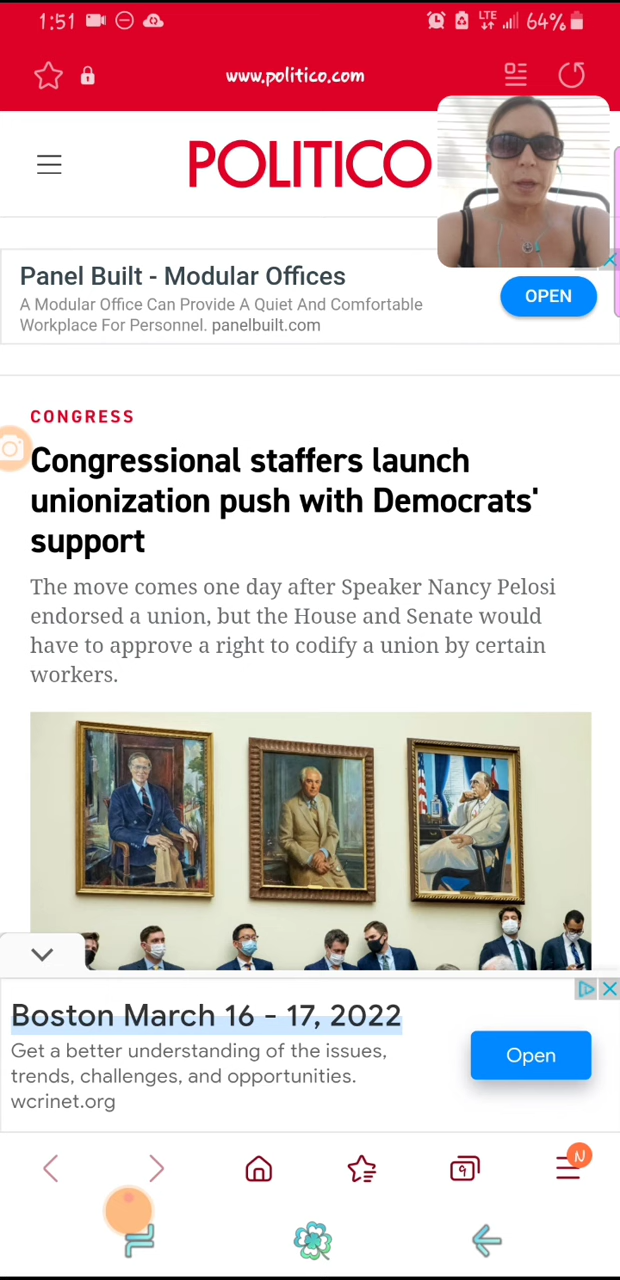 1:51
LTE
64%
www.politico.com
POLITICO
Panel Built - Modular Offices
A Modular Office Can Provide A Quiet And Comfortable
Workplace For Personnel. panelbuilt.com
OPEN
CONGRESS
Congressional staffers launch
unionization push with Democrats'
support
The move comes one day after Speaker Nancy Pelosi
endorsed a union, but the House and Senate would
have to approve a right to codify a union by certain
workers.
Boston March 16 - 17, 2022
Get a better understanding of the issues,
trends, challenges, and opportunities.
wcrinet.org
Open
9
N